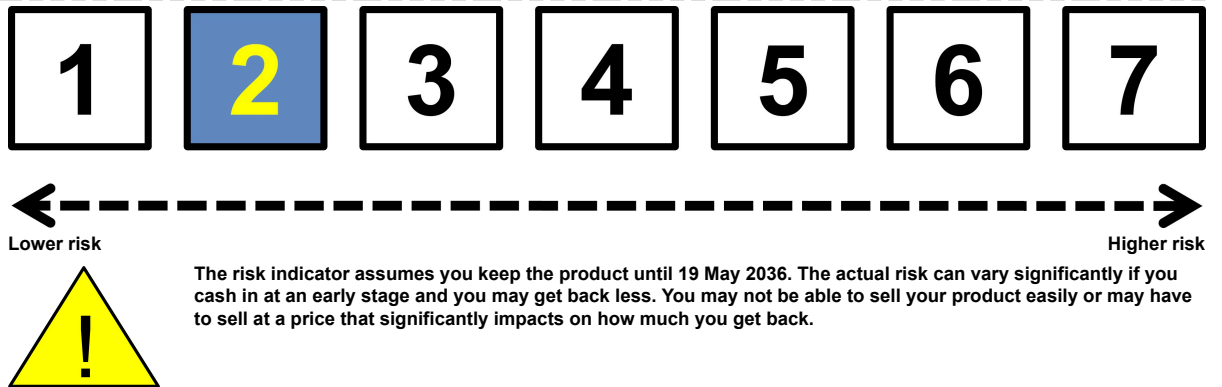 1 2 3 4 5 6 7
Lower risk Higher risk
!
The risk indicator assumes you keep the product until 19 May 2036. The actual risk can vary significantly if you
cash in at an early stage and you may get back less. You may not be able to sell your product easily or may have
to sell at a price that significantly impacts on how much you get back.